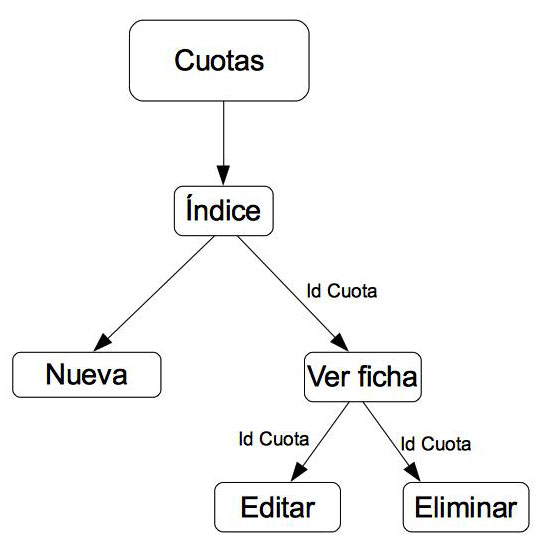 Cuotas
Índice
Id Cuota
Nueva
Ver ficha
Id Cuota
Id Cuota
Editar
Eliminar